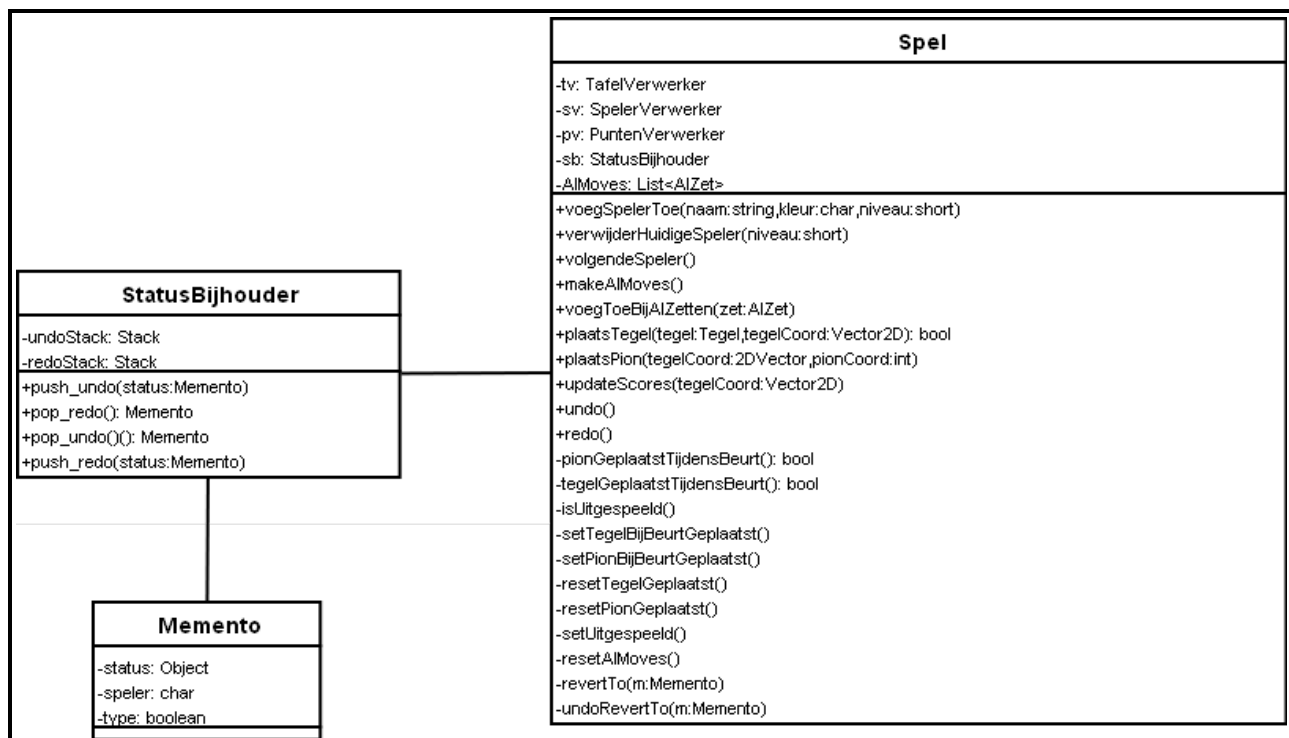 Spel
-tv: TafelVerwerker
-sv: SpelerVerwerker
-pv: PuntenVerwerker
-sb: StatusBijhouder
-AIMoves: List<AIZet>
+voegSpelerToe(naam:string,kleur:char,niveau:short)
+verwijderHuidigeSpeler(niveau:short)
+volgendeSpeler()
+makeAIMoves()
+voegToeBijAIZetten(zet:AIZet)
+plaatsTegel(tegel:Tegel,tegelCoord:Vector2D): bool
+plaatsPion(tegelCoord:2DVector,pionCoord:int)
+updateScores(tegelCoord:Vector2D)
+undo()
+redo()
-pionGeplaatstTijdensBeurt(): bool
-tegelGeplaatstTijdensBeurt(): bool
-isUitgespeeld()
-setTegelBijBeurtGeplaatst()
-setPionBijBeurtGeplaatst()
-resetTegelGeplaatst()
-resetPionGeplaatst()
-setUitgespeeld()
-resetAIMoves()
-revertTo(m:Memento)
-undoRevertTo(m:Memento)
StatusBijhouder
-undoStack: Stack
-redoStack: Stack
+push_undo(status:Memento)
+pop_redo(): Memento
+pop_undo()(): Memento
+push_redo(status:Memento)
Memento
-status: Object
-speler: char
-type: boolean